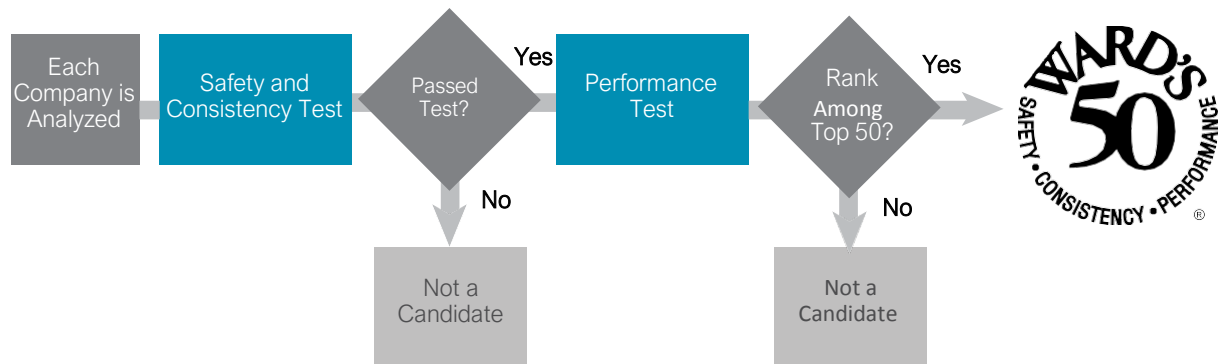 Each
Company is
Analyzed
Safety and
Consistency Test
Passed
Test?
Yes
No
Not a
Candidate
Performance
Test
Rank
Among
Top 50?
Yes
No
Not a
Candidate
WARD'S
50
SAFETY • CONSISTENCY • PERFORMANCE
®